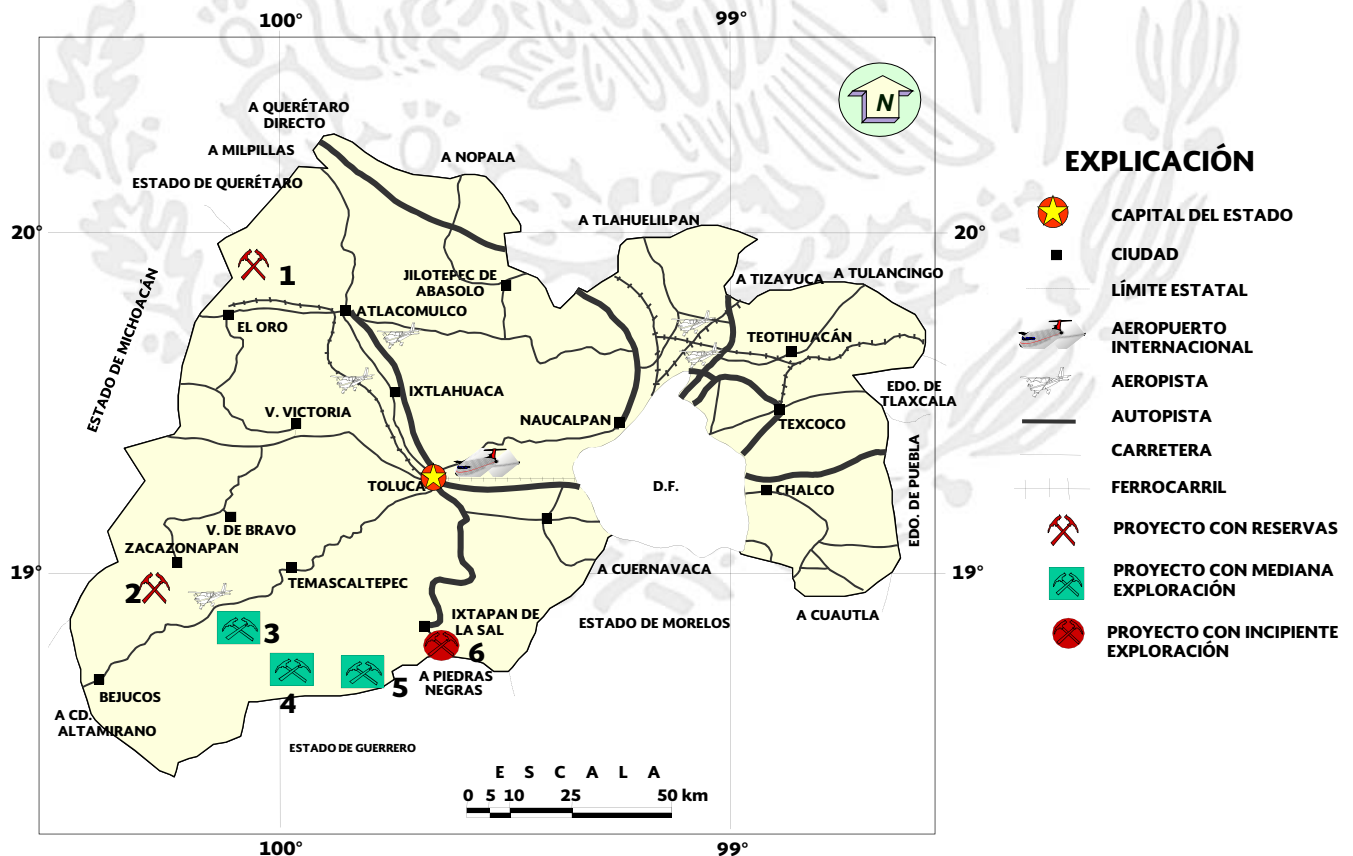 100°
99°
A QUERÉTARO
DIRECTO
A MILPILLAS
A NOPALA
ESTADO DE QUERÉTARO
A TLAHUELILPAN
N
20°
20°
1
JILOTEPEC DE
ABASOLO
A TIZAYUCA
A TULANCINGO
ATLACOMULCO
EL ORO
TEOTIHUACÁN
ESTADO DE MICHOACÁN
IXTLAHUACA
EDO. DE
TLAXCALA
V. VICTORIA
NAUCALPAN
TEXCOCO
TOLUCA
D.F.
CHALCO
EDO. DE PUEBLA
V. DE BRAVO
ZACAZONAPAN
19°
19°
TEMASCALTEPEC
A CUERNAVACA
2
A CUAUTLA
IXTAPAN DE
LA SAL
ESTADO DE MORELOS
3
6
4
5
A PIEDRAS
NEGRAS
BEJUCOS
A CD.
ALTAMIRANO
ESTADO DE GUERRERO
E S C A L A
0 5 10 25 50 km
100°
99°
EXPLICACIÓN
CAPITAL DEL ESTADO
CIUDAD
LÍMITE ESTATAL
AEROPUERTO
INTERNACIONAL
AEROPISTA
AUTOPISTA
CARRETERA
FERROCARRIL
PROYECTO CON RESERVAS
PROYECTO CON MEDIANA
EXPLORACIÓN
PROYECTO CON INCIPIENTE
EXPLORACIÓN